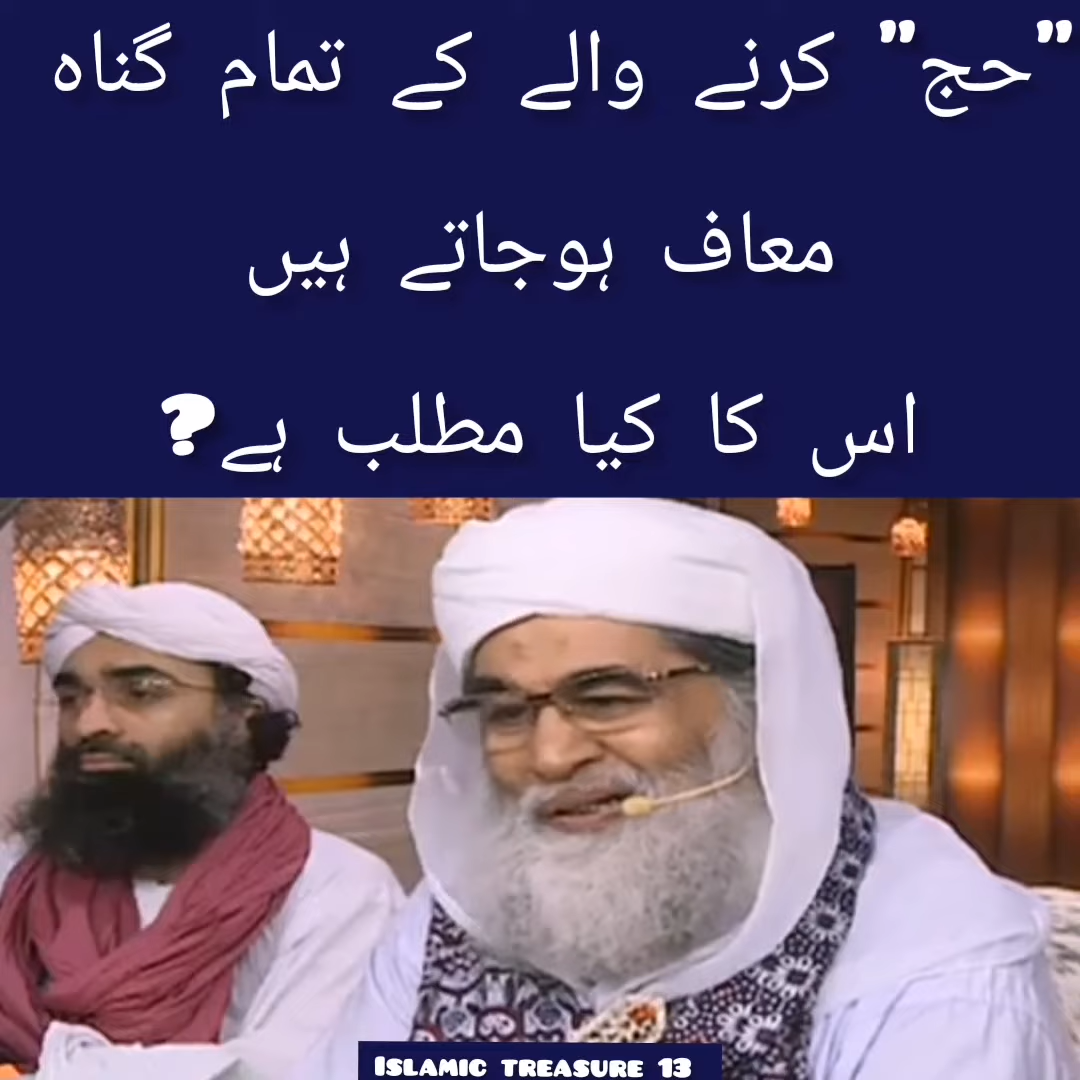 "حج" کرنے والے کے تمام گناہ
معاف ہوجاتے ہیں
اس کا کیا مطلب ہے?
ISLAMIC TREASURE 13